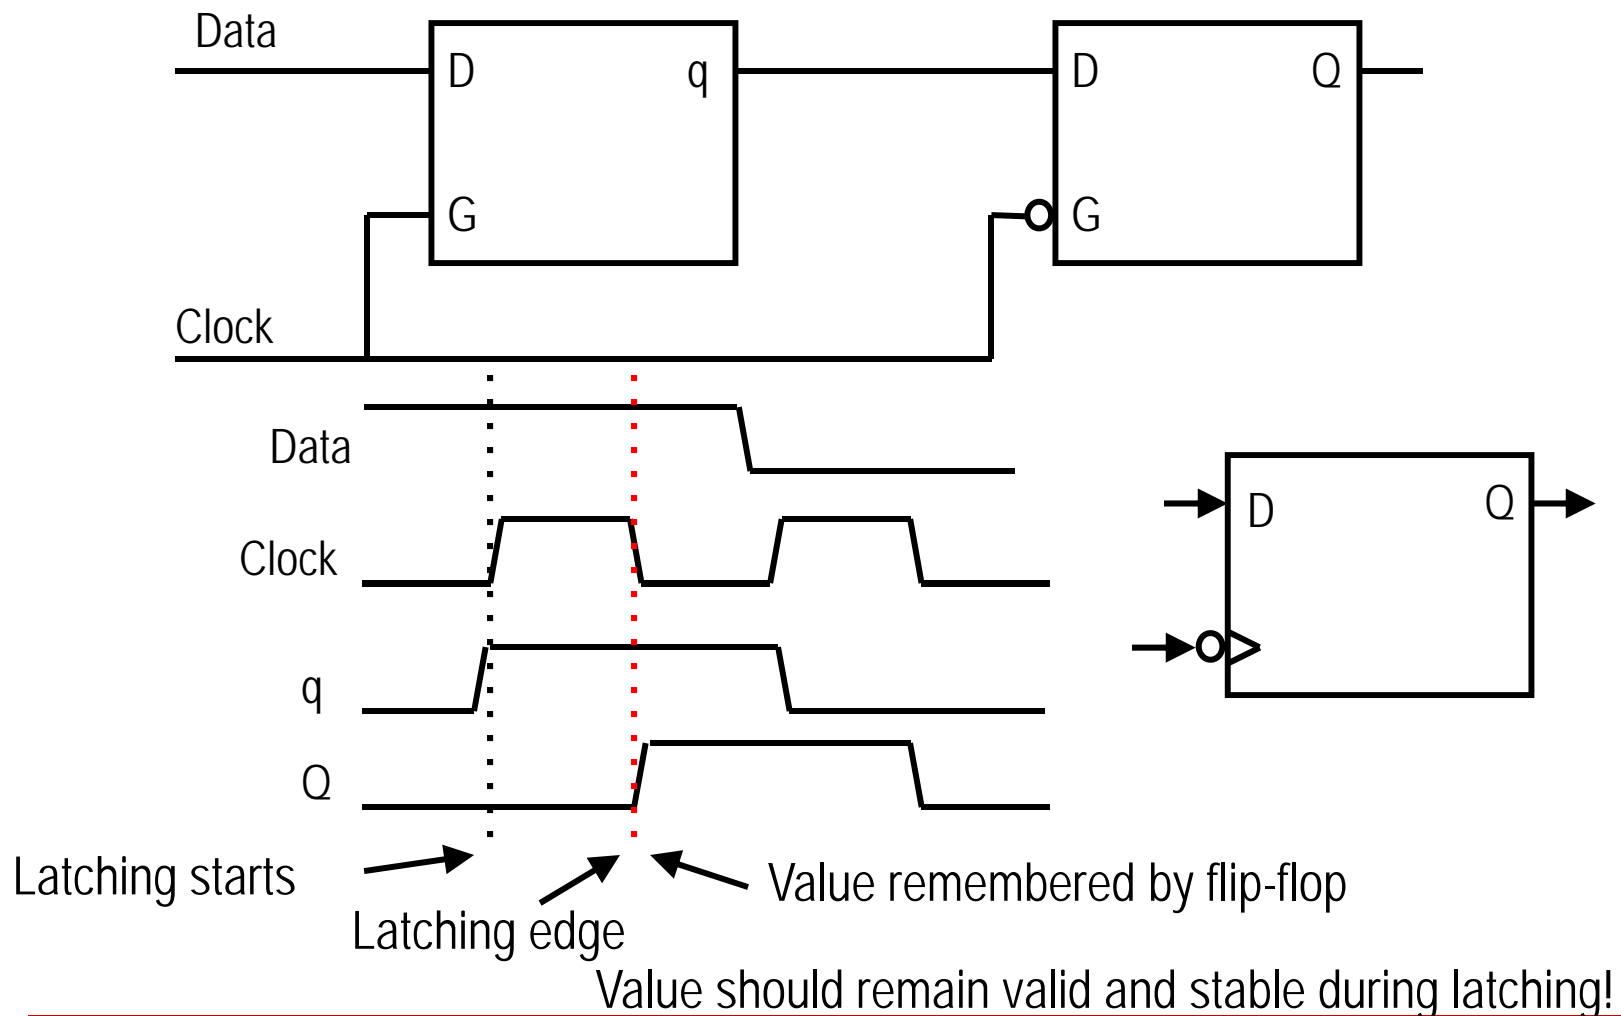 Data
D q D Q
G G
Clock
Data
D Q
Clock
q
Q
Latching starts
Value remembered by flip-flop
Latching edge
Value should remain valid and stable during latching!